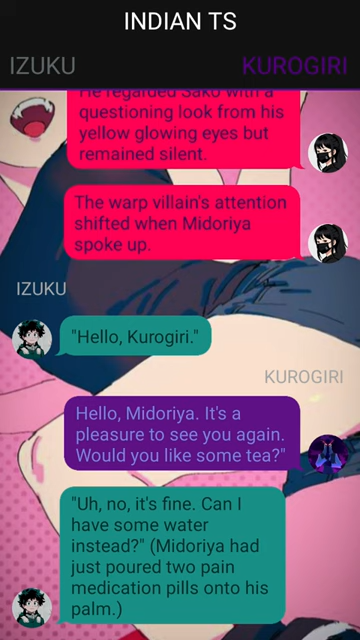 INDIAN TS
IZUKU KUROGIRI
He regarded Sako with a
questioning look from his
yellow glowing eyes but
remained silent.
The warp villain's attention
shifted when Midoriya
spoke up.
IZUKU
"Hello, Kurogiri."
KUROGIRI
Hello, Midoriya. It's a
pleasure to see you again.
Would you like some tea?"
"Uh, no, it's fine. Can I
have some water
instead?" (Midoriya had
just poured two pain
medication pills onto his
palm.)